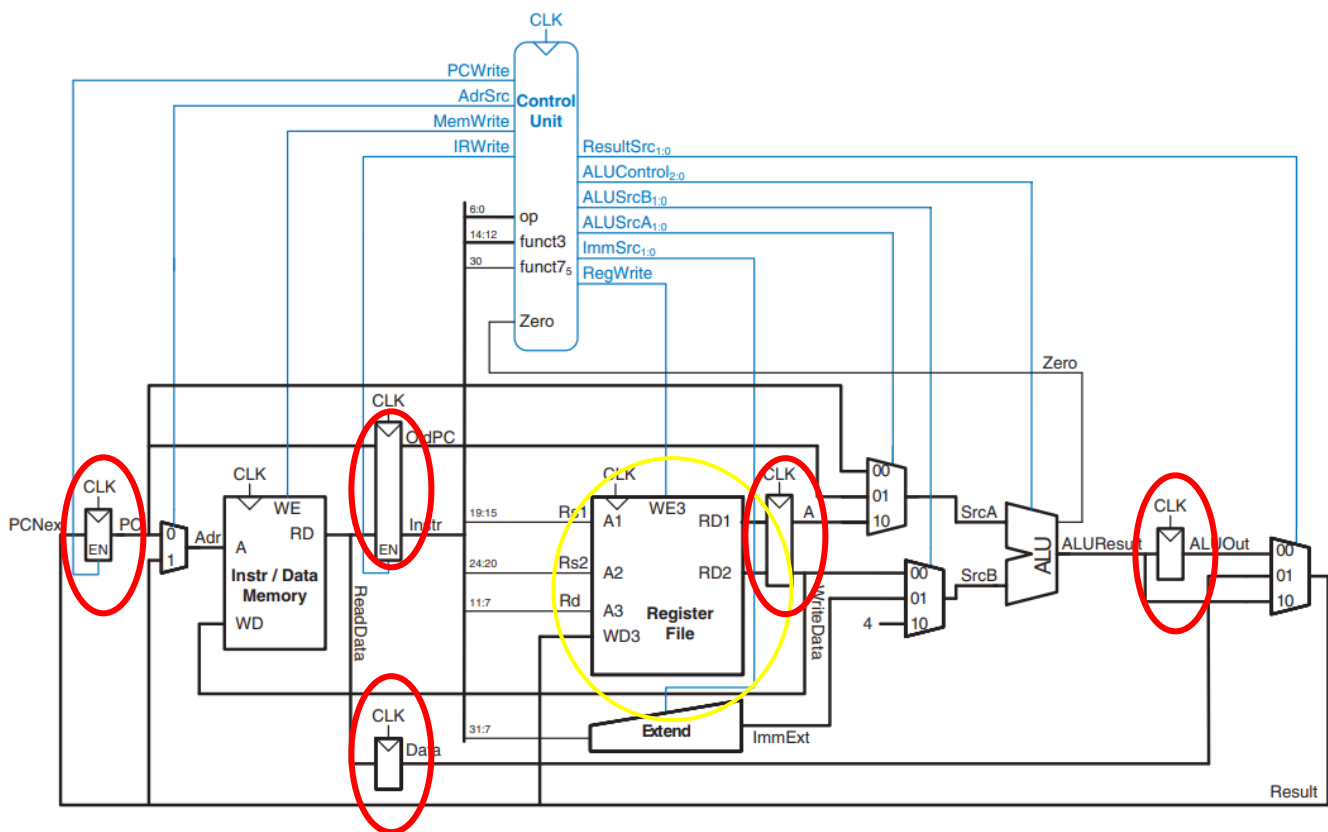 CLK
PCWrite
AdrSrc
MemWrite
IRWrite
Control
Unit
ResultSrc1:0
ALUControl2:0
ALUSrcB1:0
ALUSrcA1:0
ImmSrc1:0
RegWrite
6:0
op
14:12
funct3
30
funct75
Zero
Zero
CLK
OldPC
CLK
PCNex
PC
EN
0
1
Adr
CLK
WE
RD
A
Instr / Data
Memory
WD
EN
Instr
ReadData
19:15
Rs1
24:20
Rs2
11:7
Rd
31:7
CLK
WE3
A1
RD1
A2
RD2
A3
Register
File
WD3
CLK
A
WriteData
00
01
10
SrcA
00
01
10
4
SrcB
ALU
ALUResult
CLK
ALUOut
00
01
10
Extend
ImmExt
CLK
Data
Result